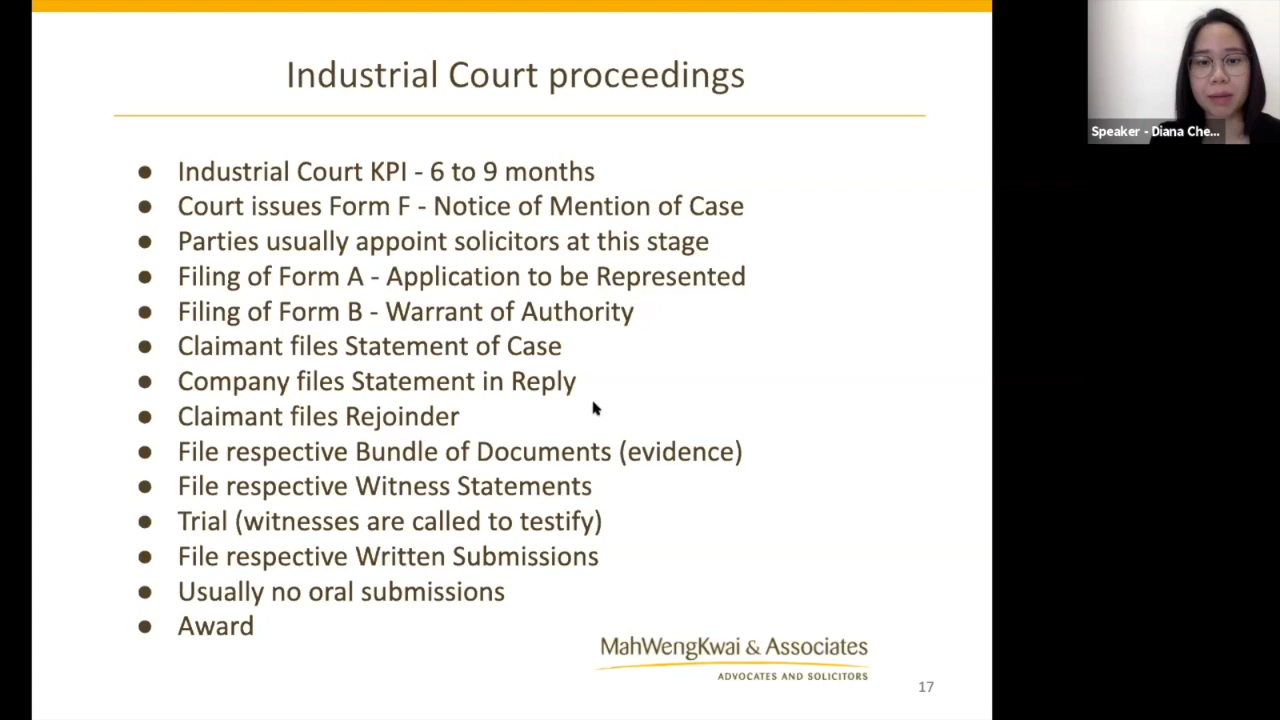 Industrial Court proceedings
● Industrial Court KPI - 6 to 9 months
● Court issues Form F - Notice of Mention of Case
● Parties usually appoint solicitors at this stage
● Filing of Form A - Application to be Represented
● Filing of Form B - Warrant of Authority
● Claimant files Statement of Case
● Company files Statement in Reply
● Claimant files Rejoinder
● File respective Bundle of Documents (evidence)
● File respective Witness Statements
● Trial (witnesses are called to testify)
● File respective Written Submissions
● Usually no oral submissions
● Award
MahWengKwai & Associates
ADVOCATES AND SOLICITORS
17
Speaker - Diana Che...